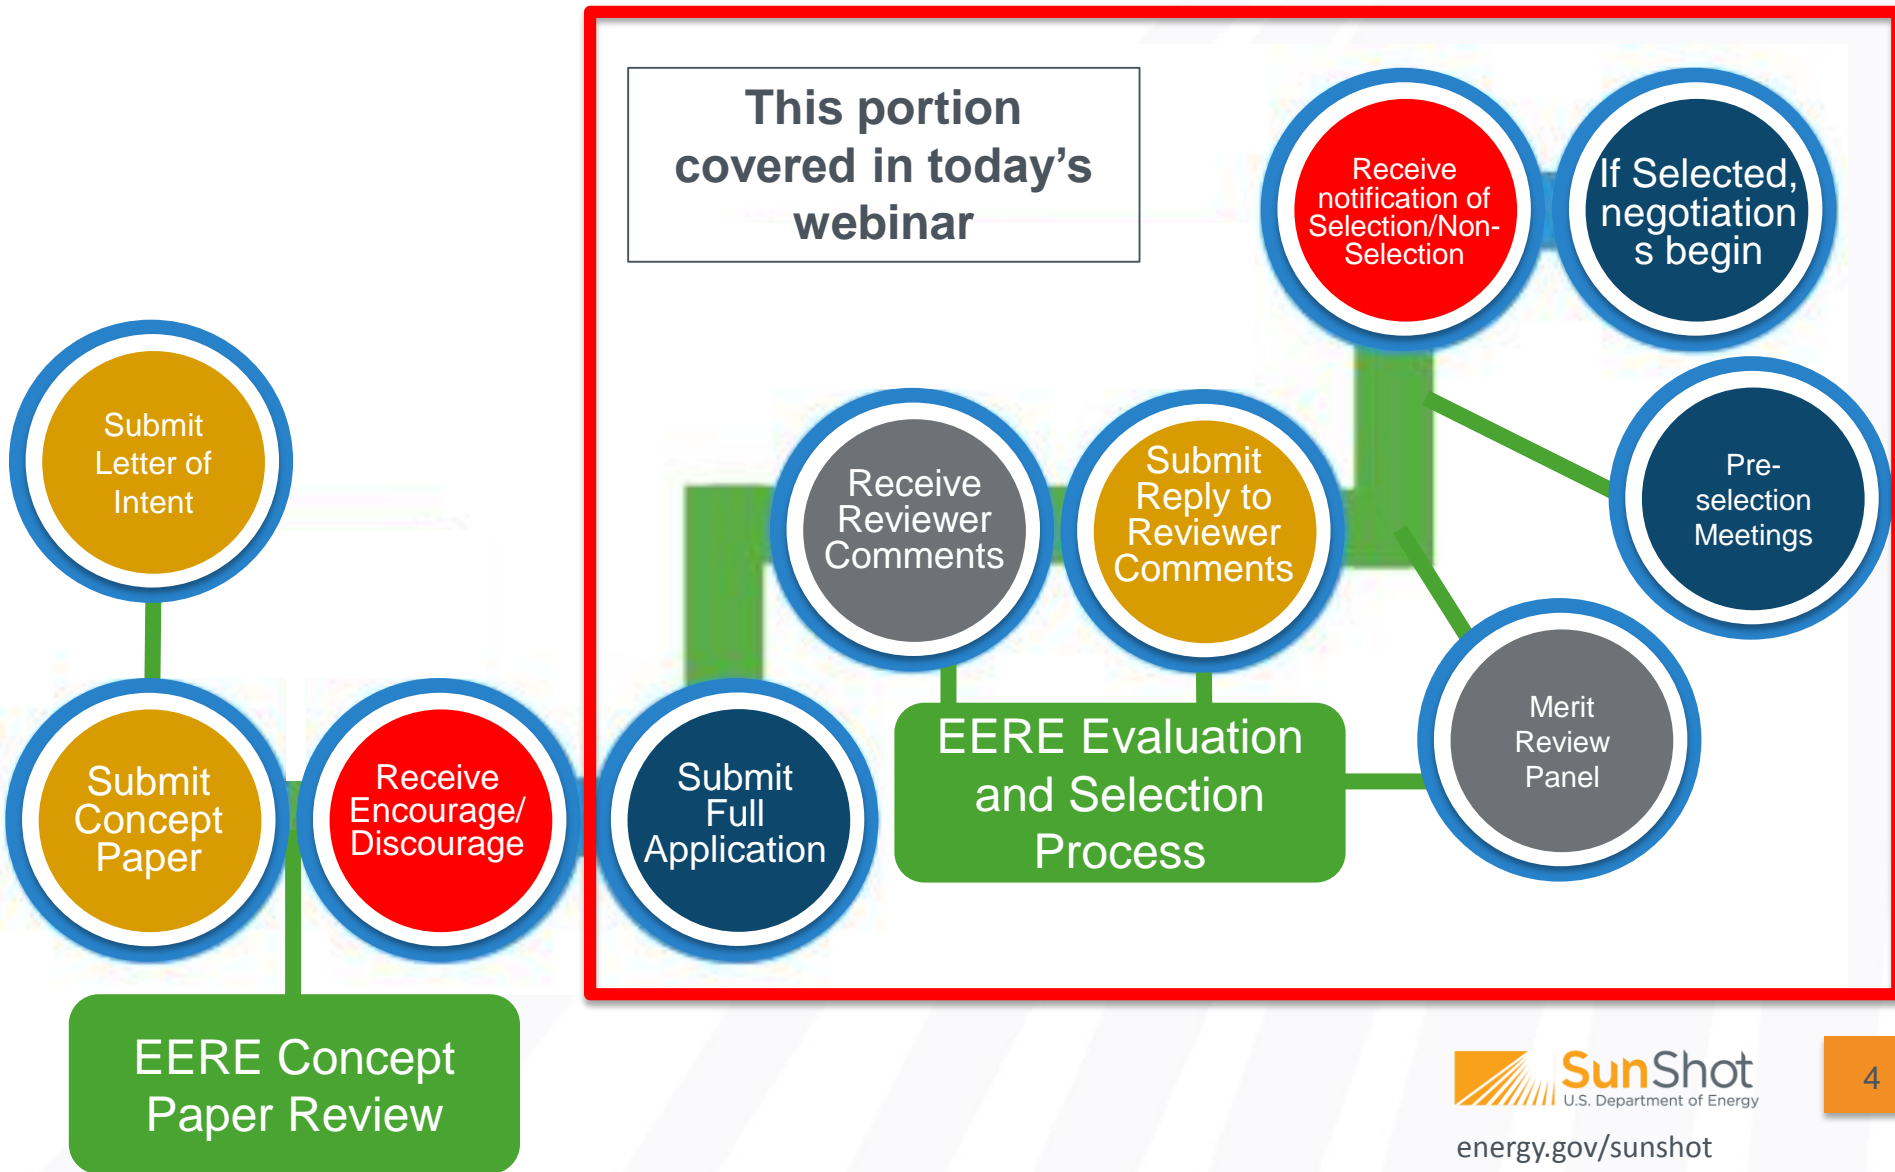 This portion
covered in today’s
webinar
Receive
notification of
Selection/Non-
Selection
If Selected,
negotiation
s begin
Submit
Letter of
Intent
Receive
Reviewer
Comments
Submit
Reply to
Reviewer
Comments
Pre-
selection
Meetings
Submit
Concept
Paper
Receive
Encourage/
Discourage
Submit
Full
Application
EERE Evaluation
and Selection
Process
Merit
Review
Panel
EERE Concept
Paper Review
SunShot
U.S. Department of Energy
energy.gov/sunshot
4